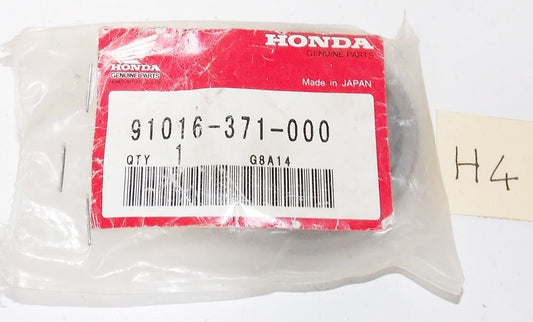 HONDA
GENUINE PARTS
HONDA
GENUINE PARTS
Made in JAPAN
91016-371-000
QTY 1 G8A14
H4